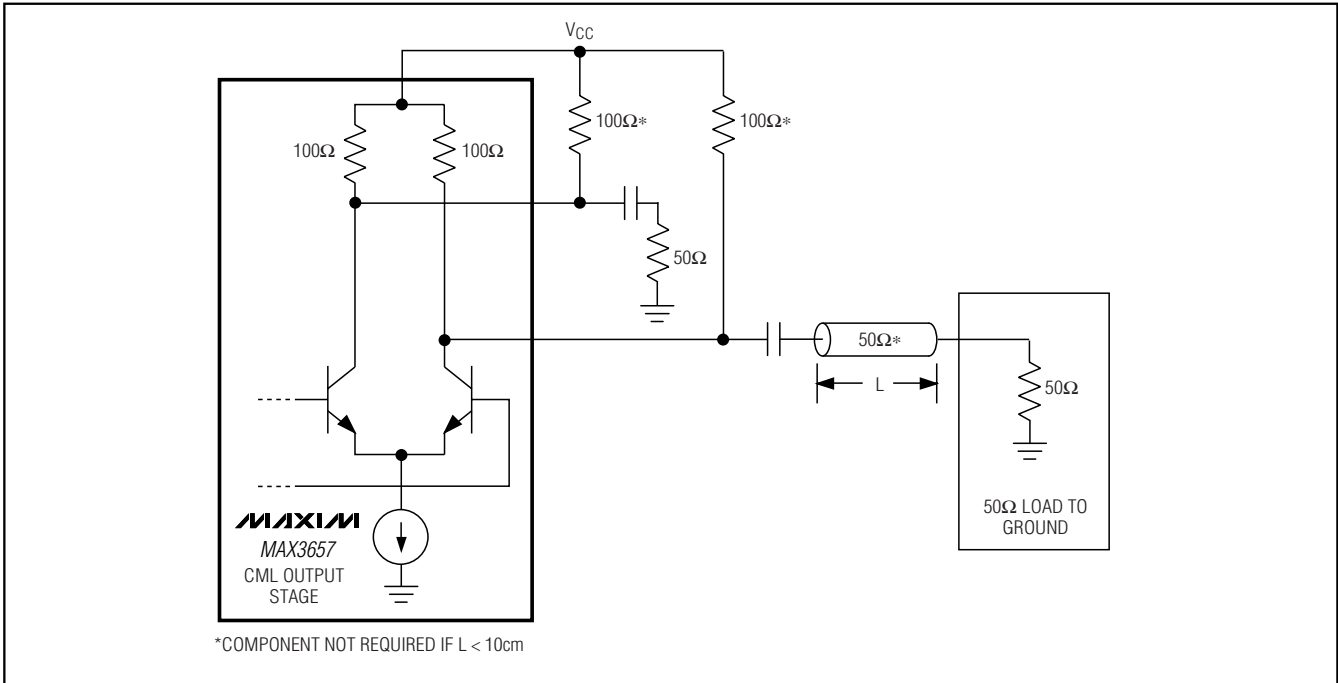 VCC
100Ω
100Ω
100Ω*
100Ω*
50Ω
50Ω*
L
50Ω
50Ω LOAD TO
GROUND
MAXIM
MAX3657
CML OUTPUT
STAGE
*COMPONENT NOT REQUIRED IF L < 10cm